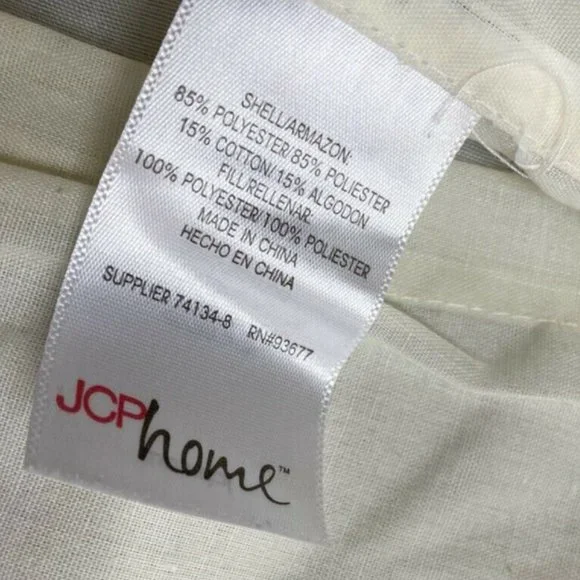 SHELL/ARMAZON:
85% POLYESTER/85% POLIESTER
15% COTTON/15% ALGODON
FILL/RELLENAR:
100% POLYESTER/100% POLIESTER
MADE IN CHINA
HECHO EN CHINA
SUPPLIER 74134-8 RN#93677
JCPhome™